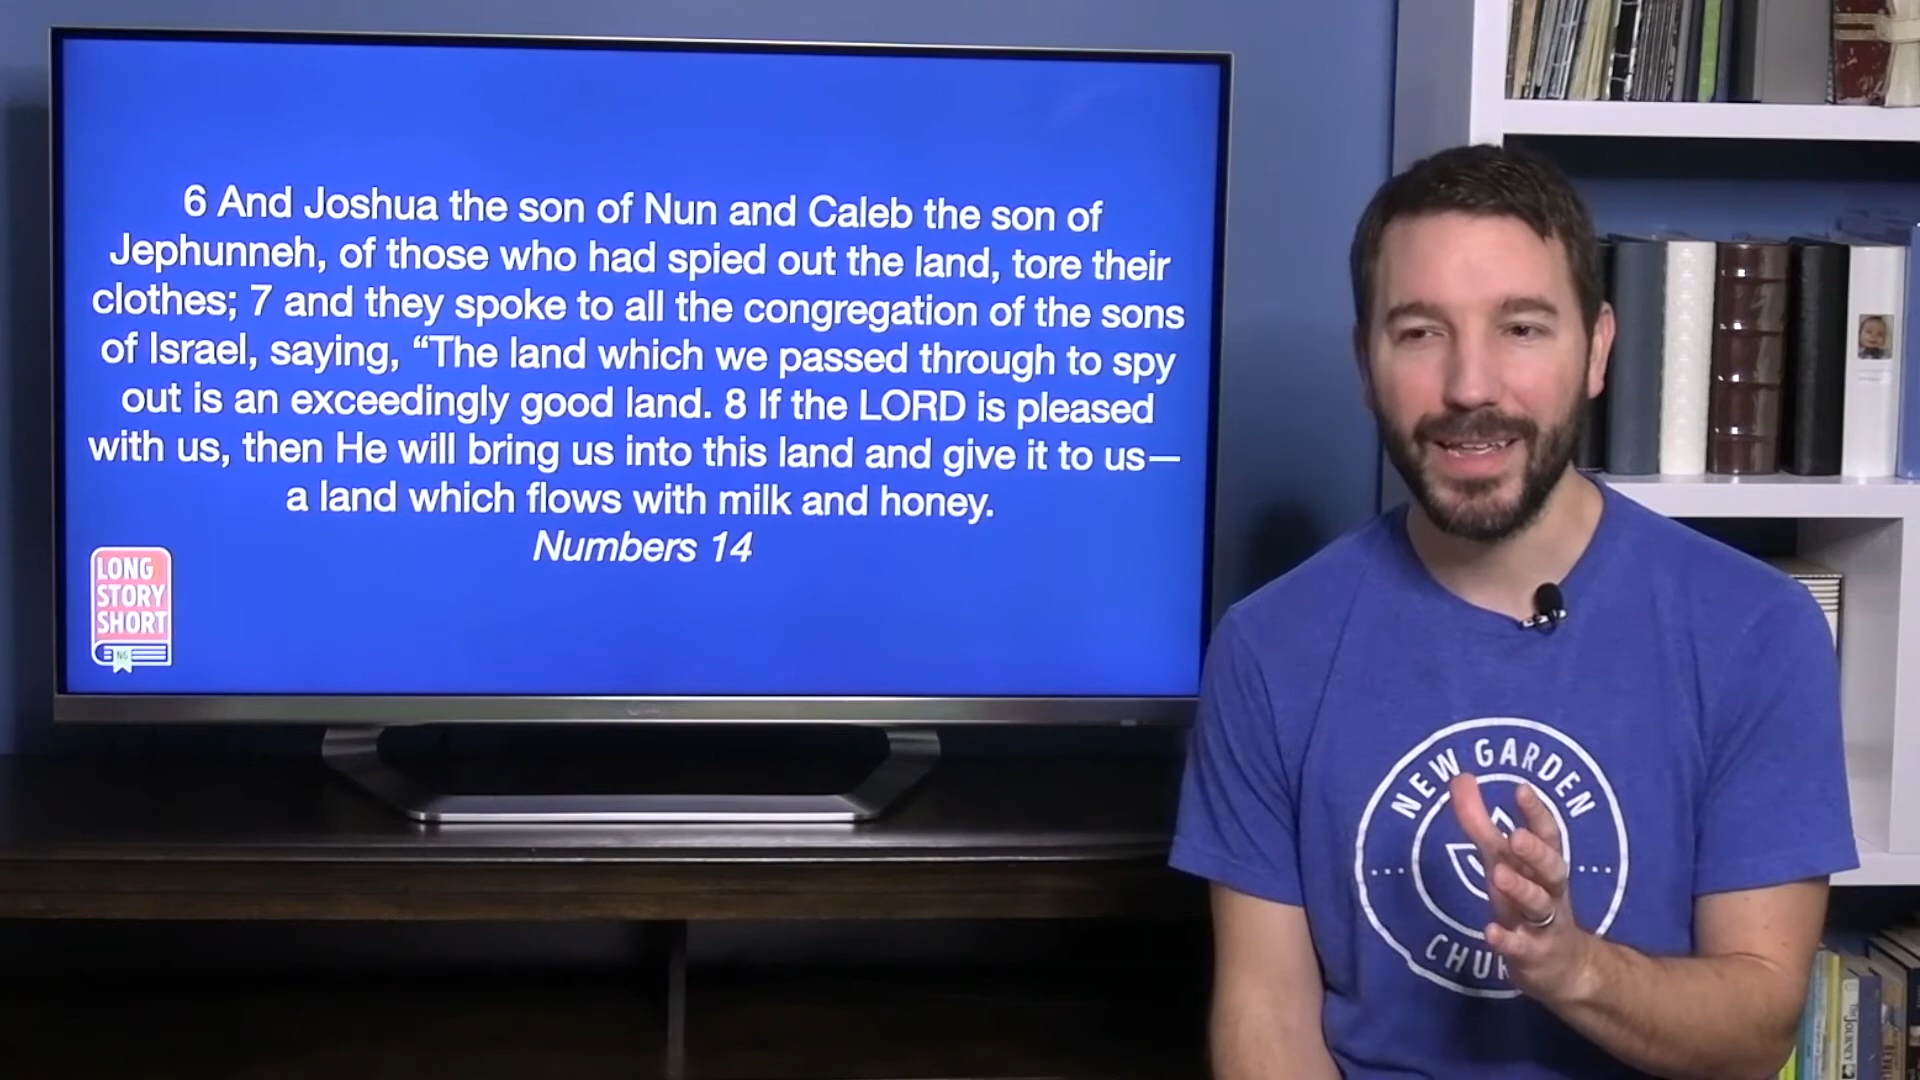 6 And Joshua the son of Nun and Caleb the son of
Jephunneh, of those who had spied out the land, tore their
clothes; 7 and they spoke to all the congregation of the sons
of Israel, saying, “The land which we passed through to spy
out is an exceedingly good land. 8 If the LORD is pleased
with us, then He will bring us into this land and give it to us—
a land which flows with milk and honey.
Numbers 14
LONG
STORY
SHORT
NG
NEW GARDEN